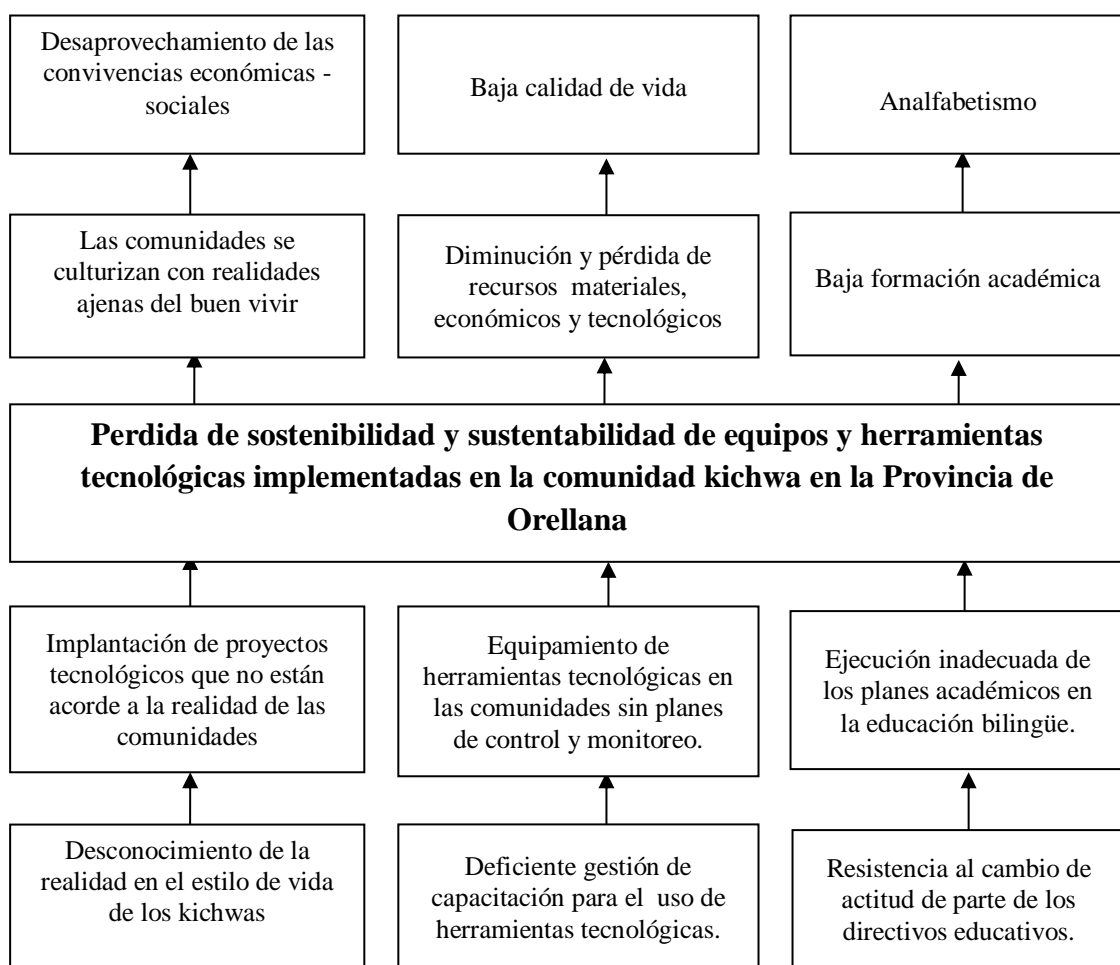 Desaprovechamiento de las
convivencias económicas -
sociales
Baja calidad de vida
Analfabetismo
Las comunidades se
culturizan con realidades
ajenas del buen vivir
Diminución y pérdida de
recursos materiales,
económicos y tecnológicos
Baja formación académica
Perdida de sostenibilidad y sustentabilidad de equipos y herramientas
tecnológicas implementadas en la comunidad kichwa en la Provincia de
Orellana
Implantación de proyectos
tecnológicos que no están
acorde a la realidad de las
comunidades
Equipamiento de
herramientas tecnológicas en
las comunidades sin planes
de control y monitoreo.
Ejecución inadecuada de
los planes académicos en
la educación bilingüe.
Desconocimiento de la
realidad en el estilo de vida
de los kichwas
Deficiente gestión de
capacitación para el uso de
herramientas tecnológicas.
Resistencia al cambio de
actitud de parte de los
directivos educativos.